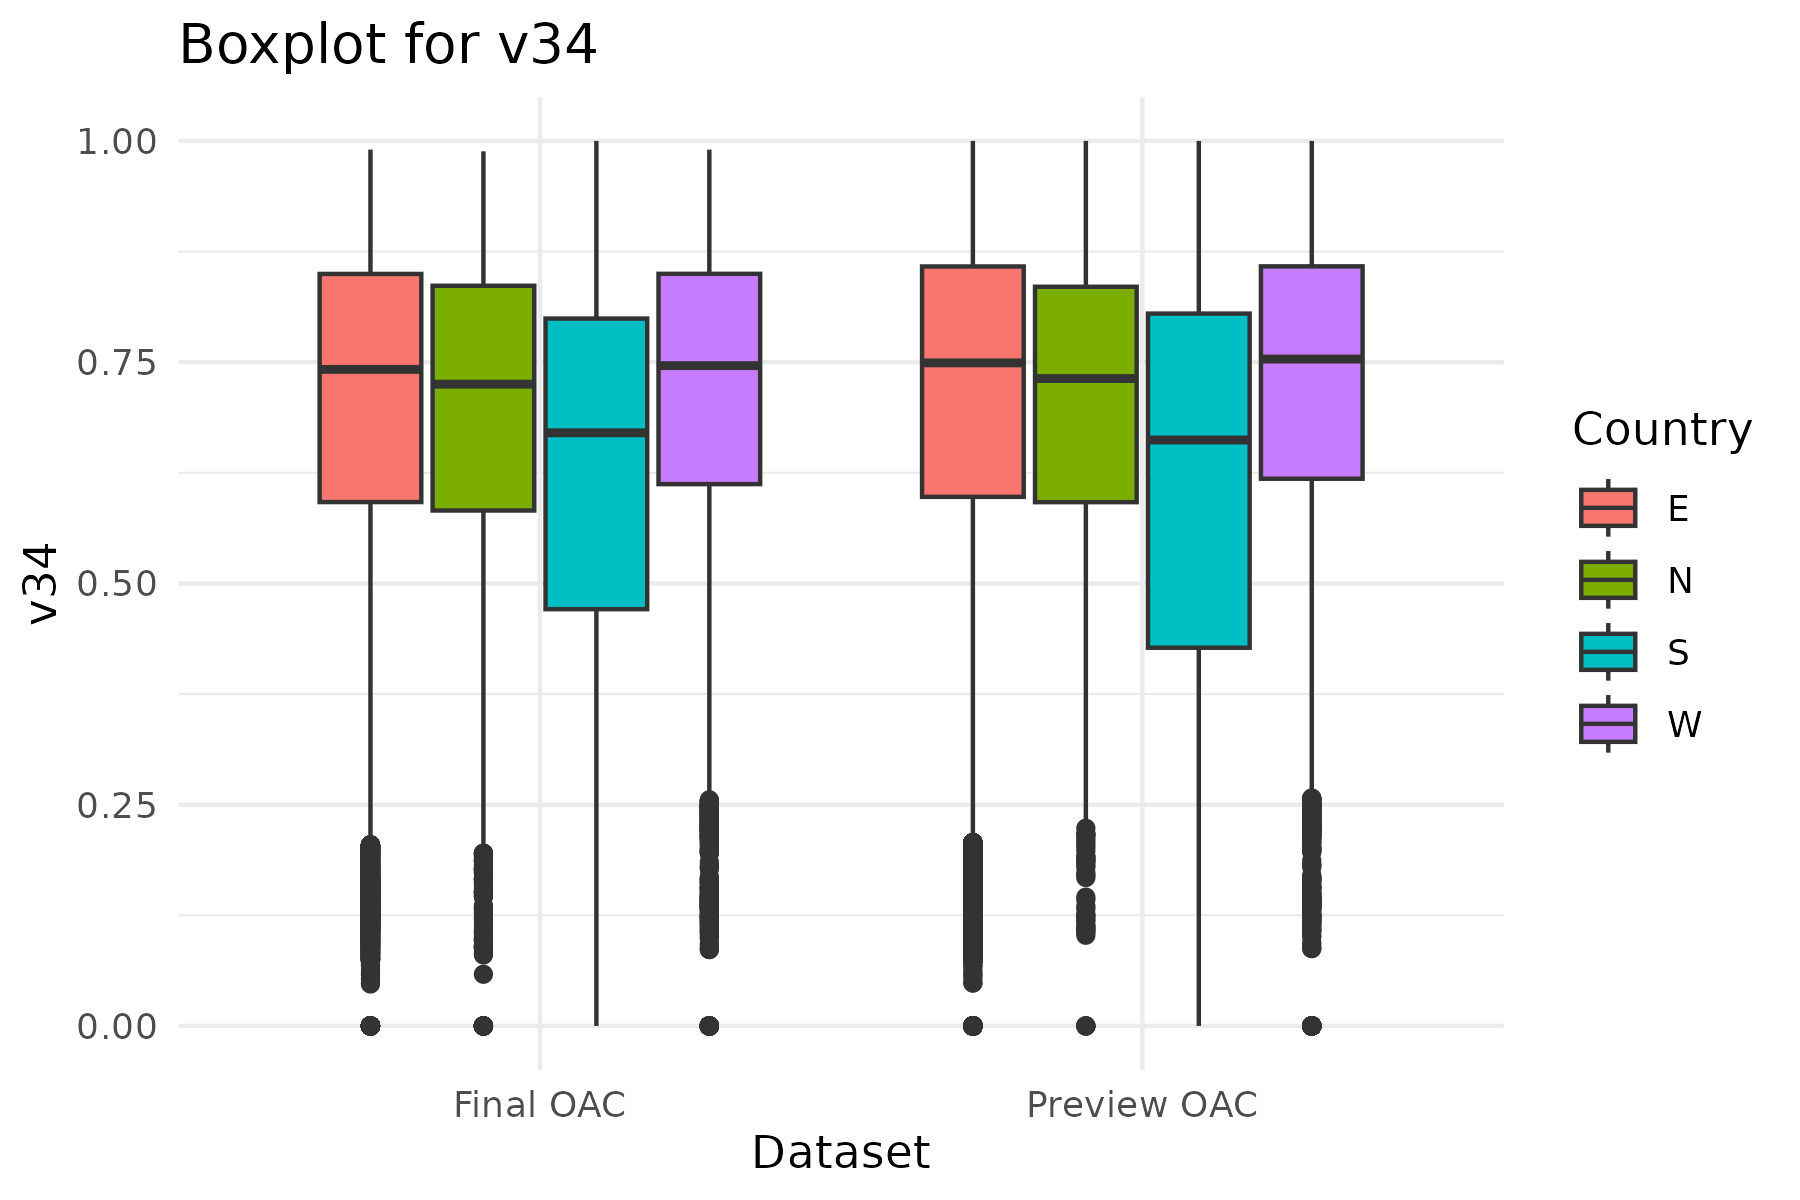 Boxplot for v34
1.00
0.75
0.50
0.25
0.00
v34
Final OAC
Preview OAC
Dataset
Country
E
N
S
W